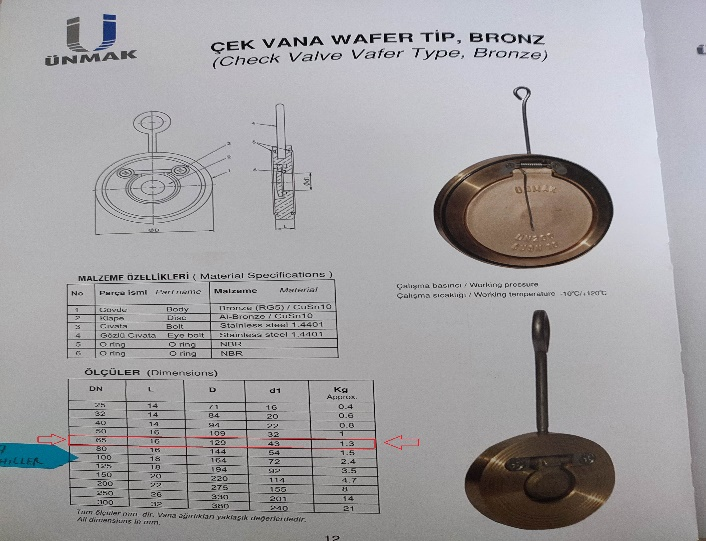 ÜNMAK
ÇEK VANA WAFER TİP, BRONZ
(Check Valve Vafer Type, Bronze)
ØD
L
d1
MALZEME ÖZELLİKLERİ ( Material Specifications )
No Parça ismi Part name Malzeme Material
1 Gövde Body Bronze (RG5) / CuSn10
2 Klape Disc Al-Bronze / CuSn10
3 Civata Bolt Stainless steel 1.4401
4 Gözlü Civata Eye bolt Stainless steel 1.4401
5 O ring O ring NBR
6 O ring O ring NBR
Çalışma basıncı / Working pressure
Çalışma sıcaklığı / Working temperature -10°C/+120°C
ÖLÇÜLER (Dimensions)
DN L D d1 Kg Approx.
25 14 71 16 0.4
32 14 84 20 0.6
40 14 94 22 0.8
50 16 109 32 1
65 16 129 43 1.3
80 16 144 54 1.5
100 18 164 72 2.4
125 18 194 92 3.5
150 20 220 114 4.7
200 22 275 155 8
250 26 330 201 14
300 32 380 240 21
Tüm ölçüler mm. dir. Vana ağırlıkları yaklaşık değerlerdedir.
All dimensions in mm.
12